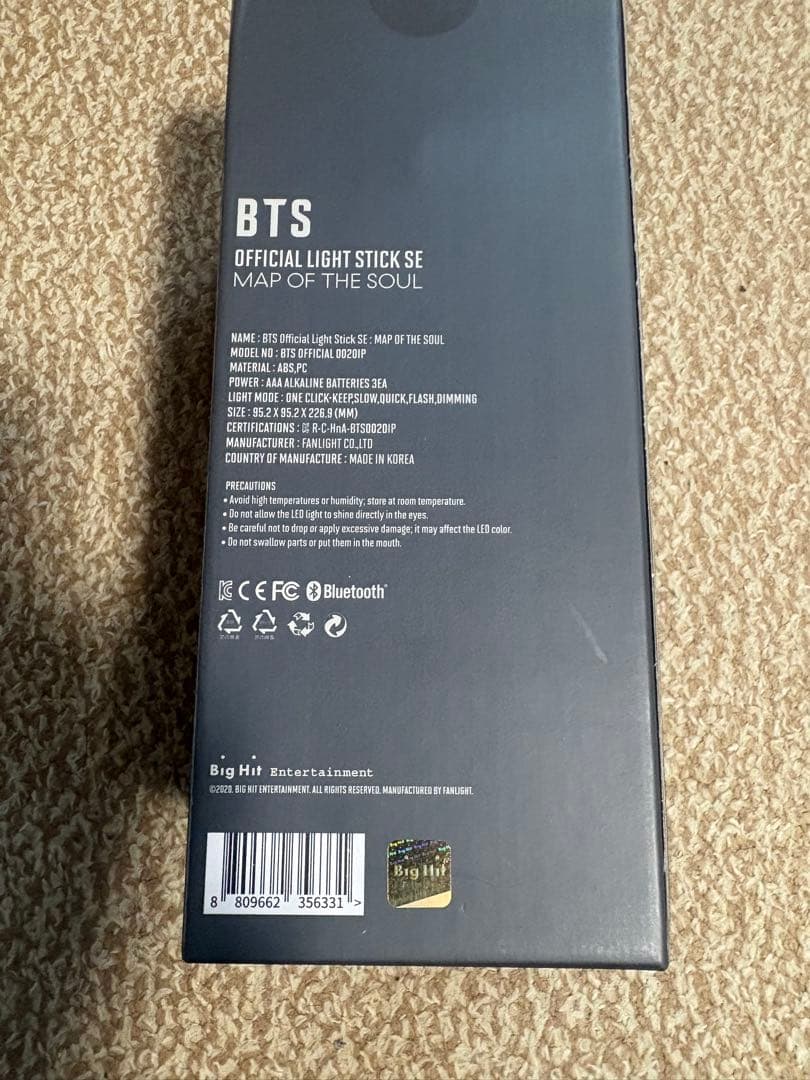 BTS
OFFICIAL LIGHT STICK SE
MAP OF THE SOUL
NAME : BTS Official Light Stick SE : MAP OF THE SOUL
MODEL NO : BTS OFFICIAL 0020IP
MATERIAL : ABS,PC
POWER : AAA ALKALINE BATTERIES 3EA
LIGHT MODE : ONE CLICK-KEEP,SLOW,QUICK,FLASH,DIMMING
SIZE : 95.2 X 95.2 X 226.9 (MM)
CERTIFICATIONS : R-C-HnA-BTS0020IP
MANUFACTURER : FANLIGHT CO.,LTD
COUNTRY OF MANUFACTURE : MADE IN KOREA
PRECAUTIONS
• Avoid high temperatures or humidity; store at room temperature.
• Do not allow the LED light to shine directly in the eyes.
• Be careful not to drop or apply excessive damage; it may affect the LED color.
• Do not swallow parts or put them in the mouth.
CE FC Bluetooth®
Big Hit Entertainment
©2020. BIG HIT ENTERTAINMENT. ALL RIGHTS RESERVED. MANUFACTURED BY FANLIGHT.
8 809662 356331 >
Big Hit